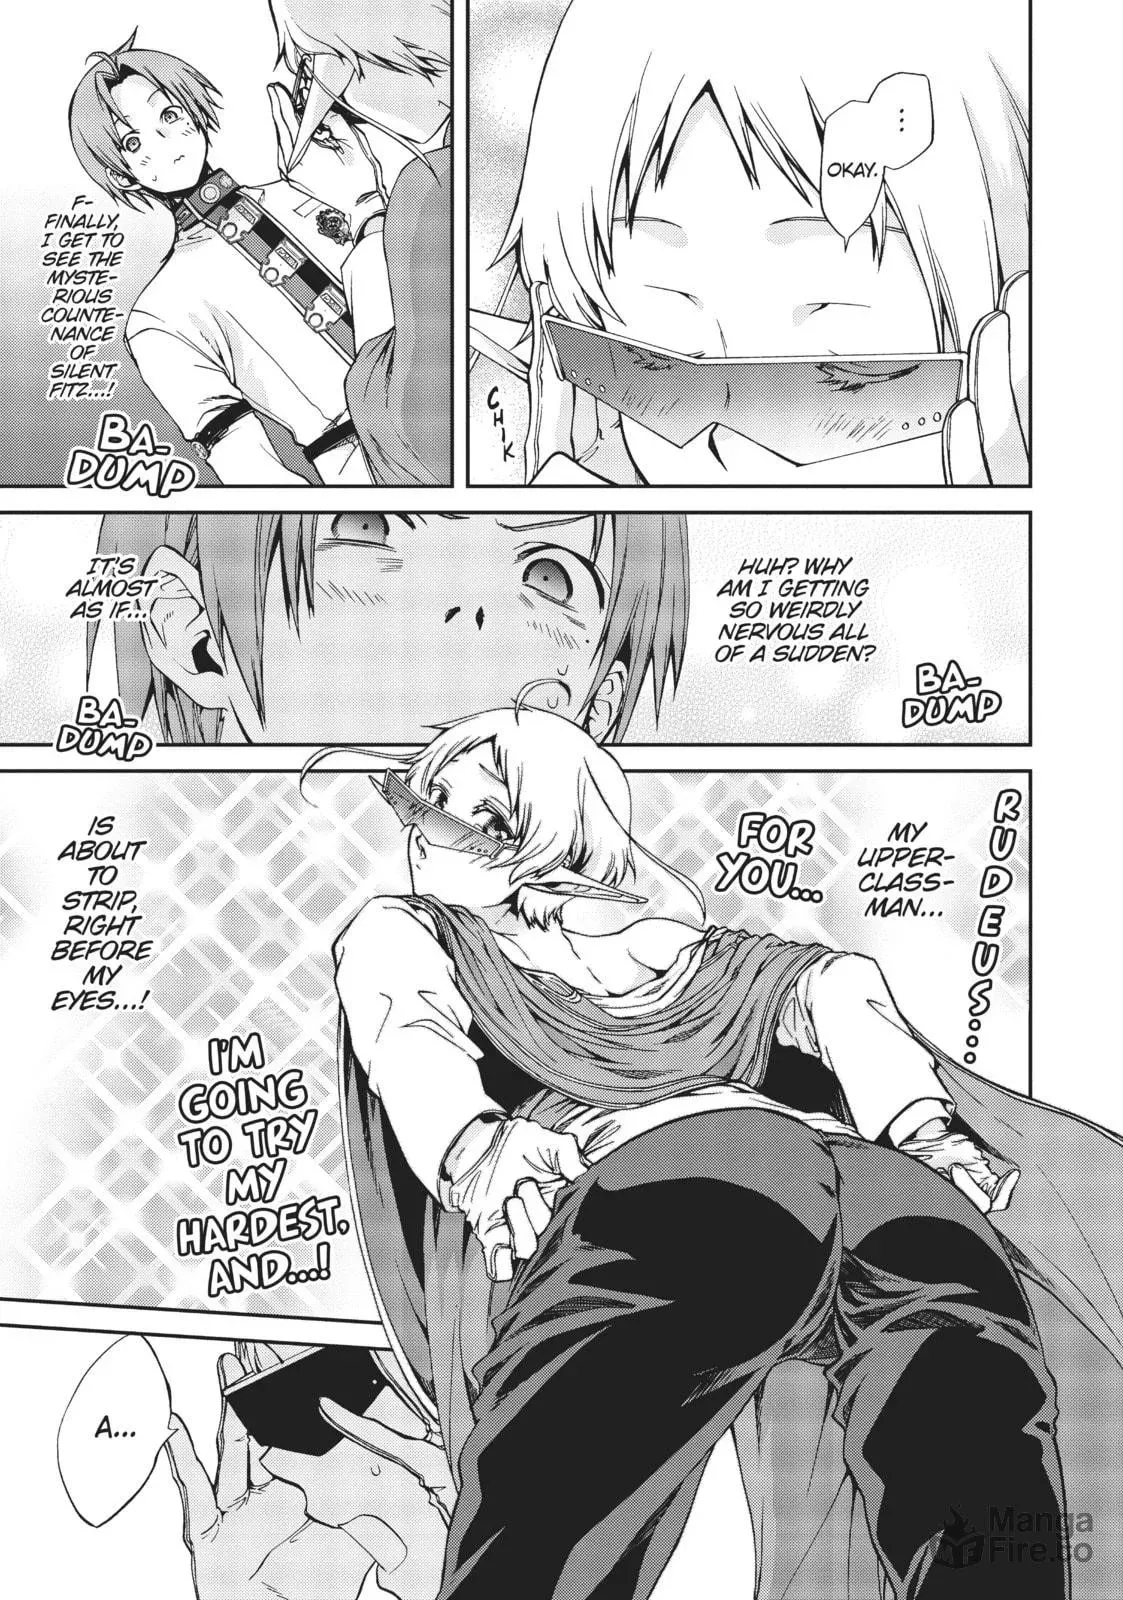 ...
OKAY.
CHIK
F-
FINALLY,
I GET TO
SEE THE
MYSTE-
RIOUS
COUNTE-
NANCE
OF
SILENT
FITZ...!
BA-
DUMP
HUH? WHY
AM I GETTING
SO WEIRDLY
NERVOUS ALL
OF A SUDDEN?
BA-
DUMP
IT'S
ALMOST
AS IF...
BA-
DUMP
RUDEUS...
MY
UPPER-
CLASS-
MAN...
FOR
YOU...
IS
ABOUT
TO
STRIP,
RIGHT
BEFORE
MY
EYES...!
I'M
GOING
TO TRY
MY
HARDEST,
AND...!
A...
Manga
Fire.to